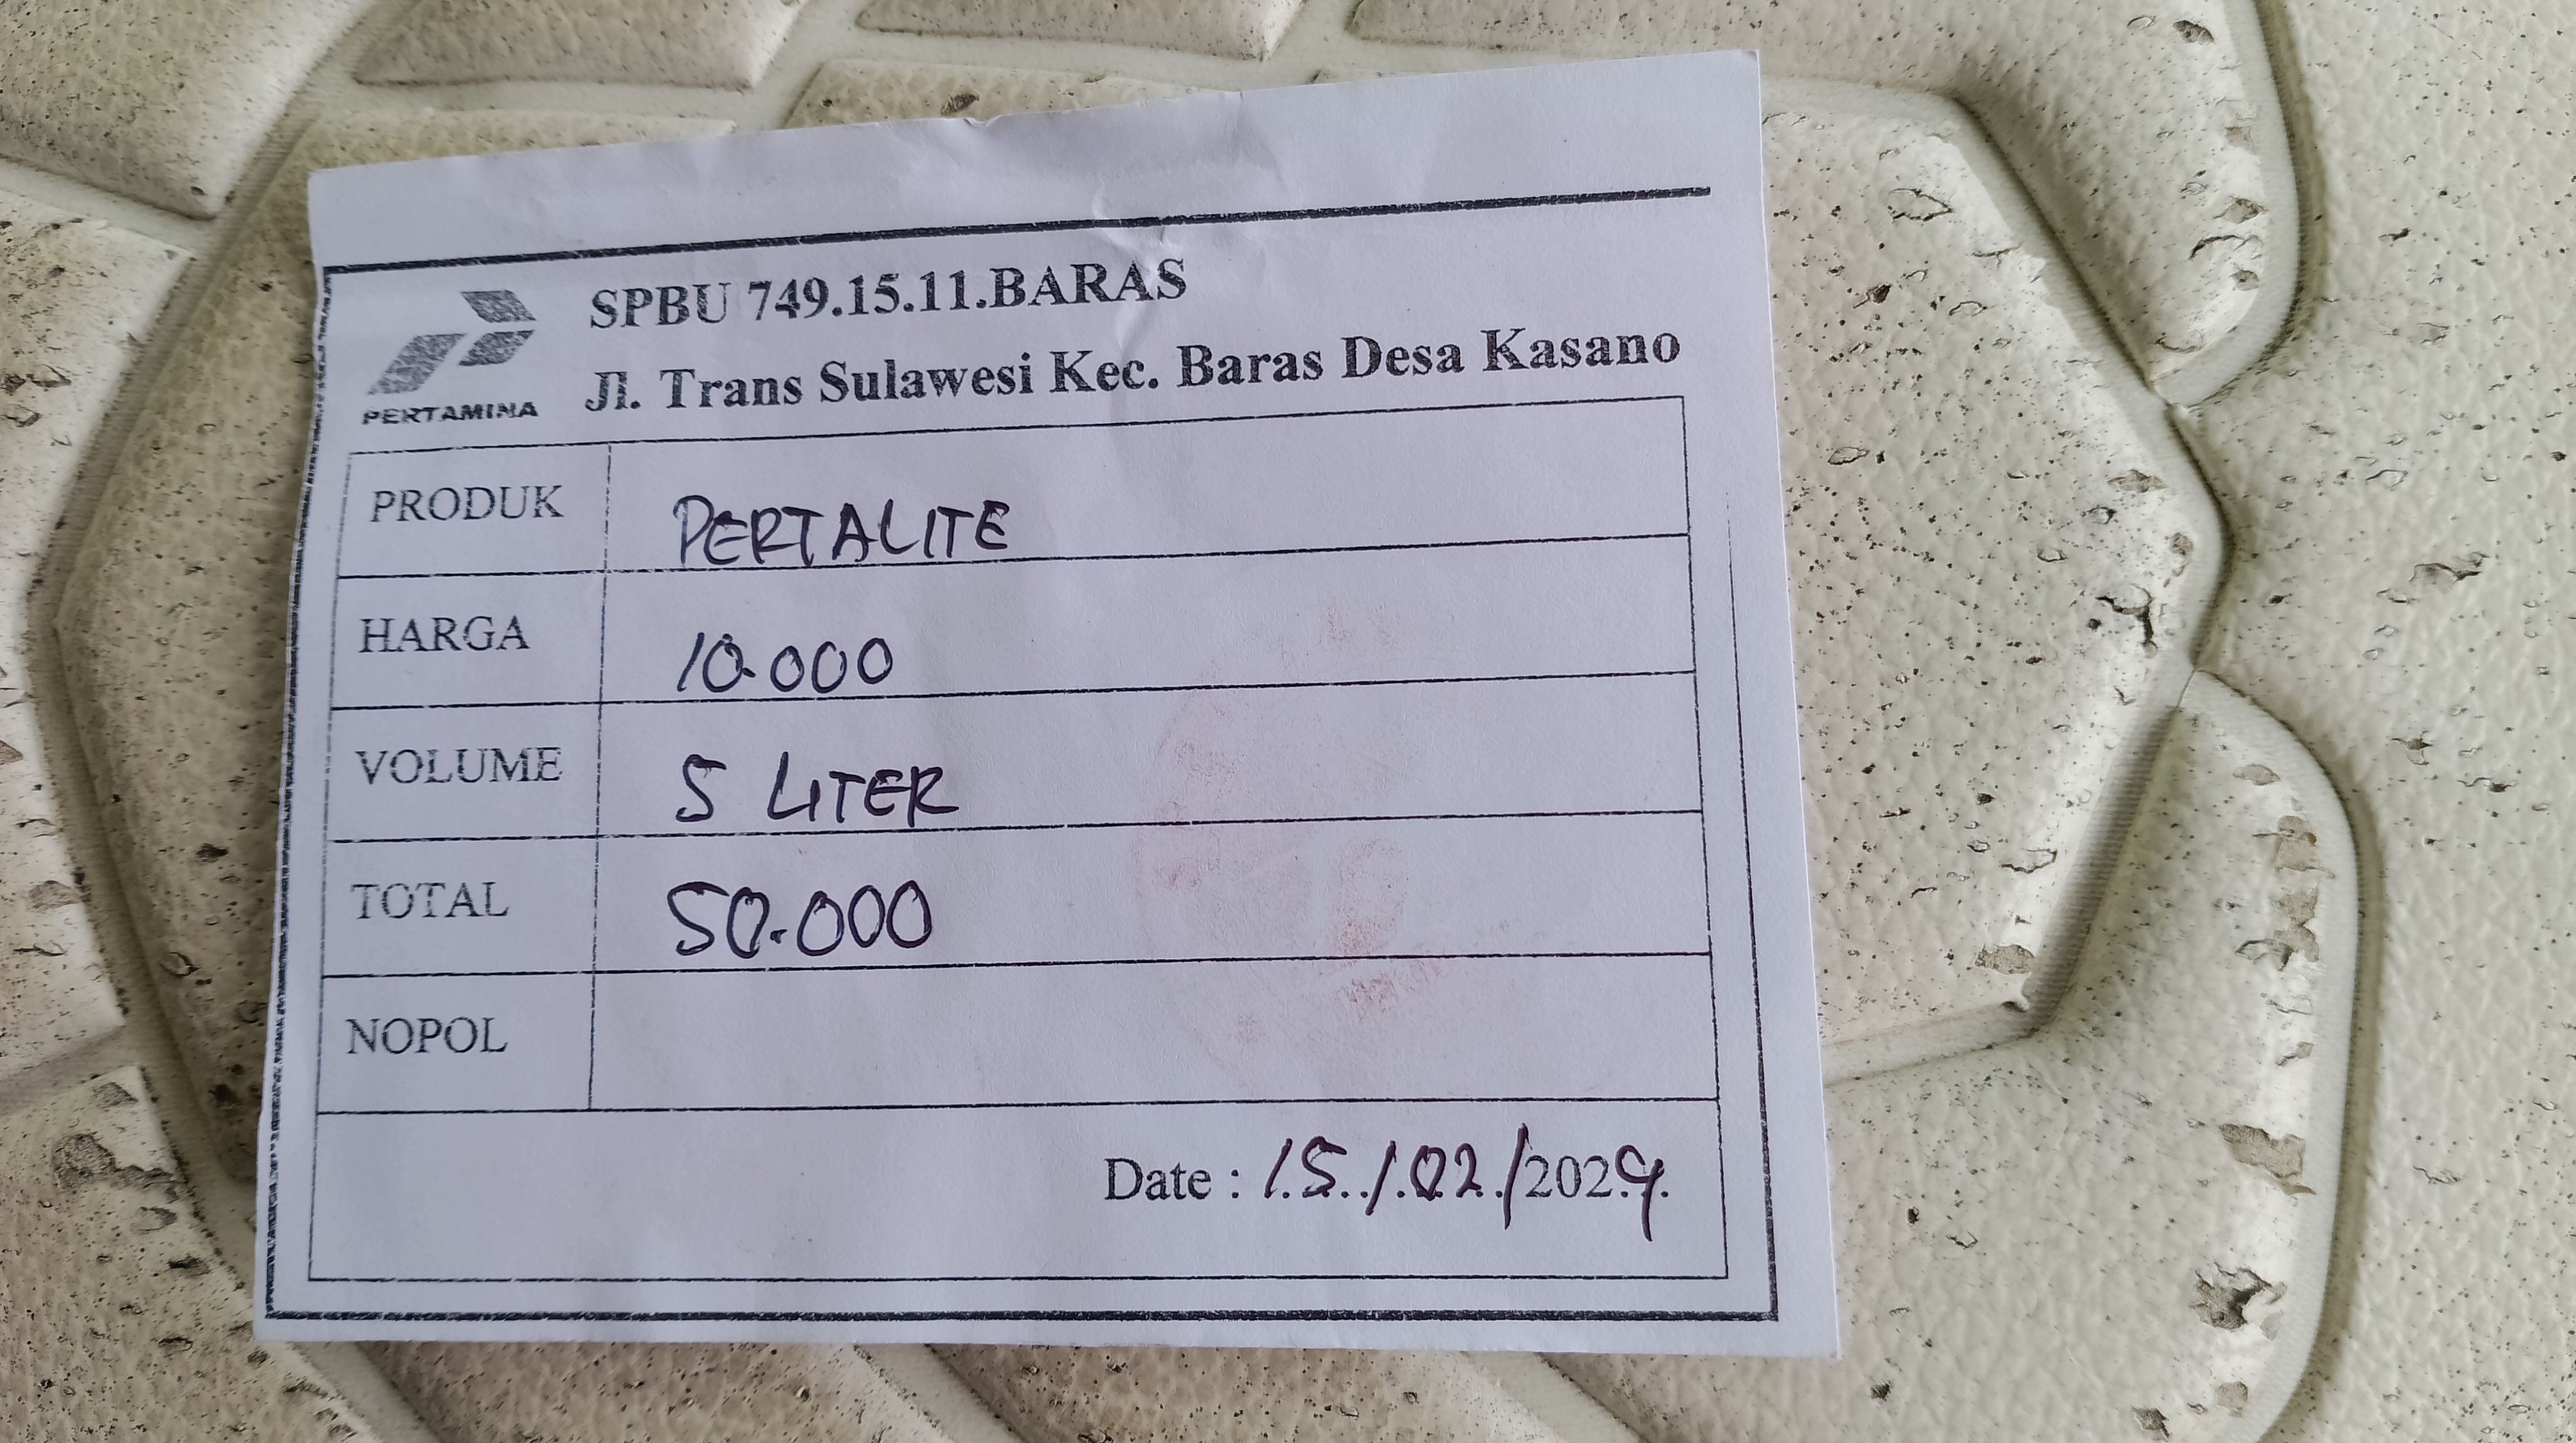 SPBU 749.15.11.BARAS
Jl. Trans Sulawesi Kec. Baras Desa Kasano
PERTAMINA
PRODUK PERTALITE
HARGA 10.000
VOLUME 5 LITER
TOTAL 50.000
NOPOL
Date : 15../.02./2024.